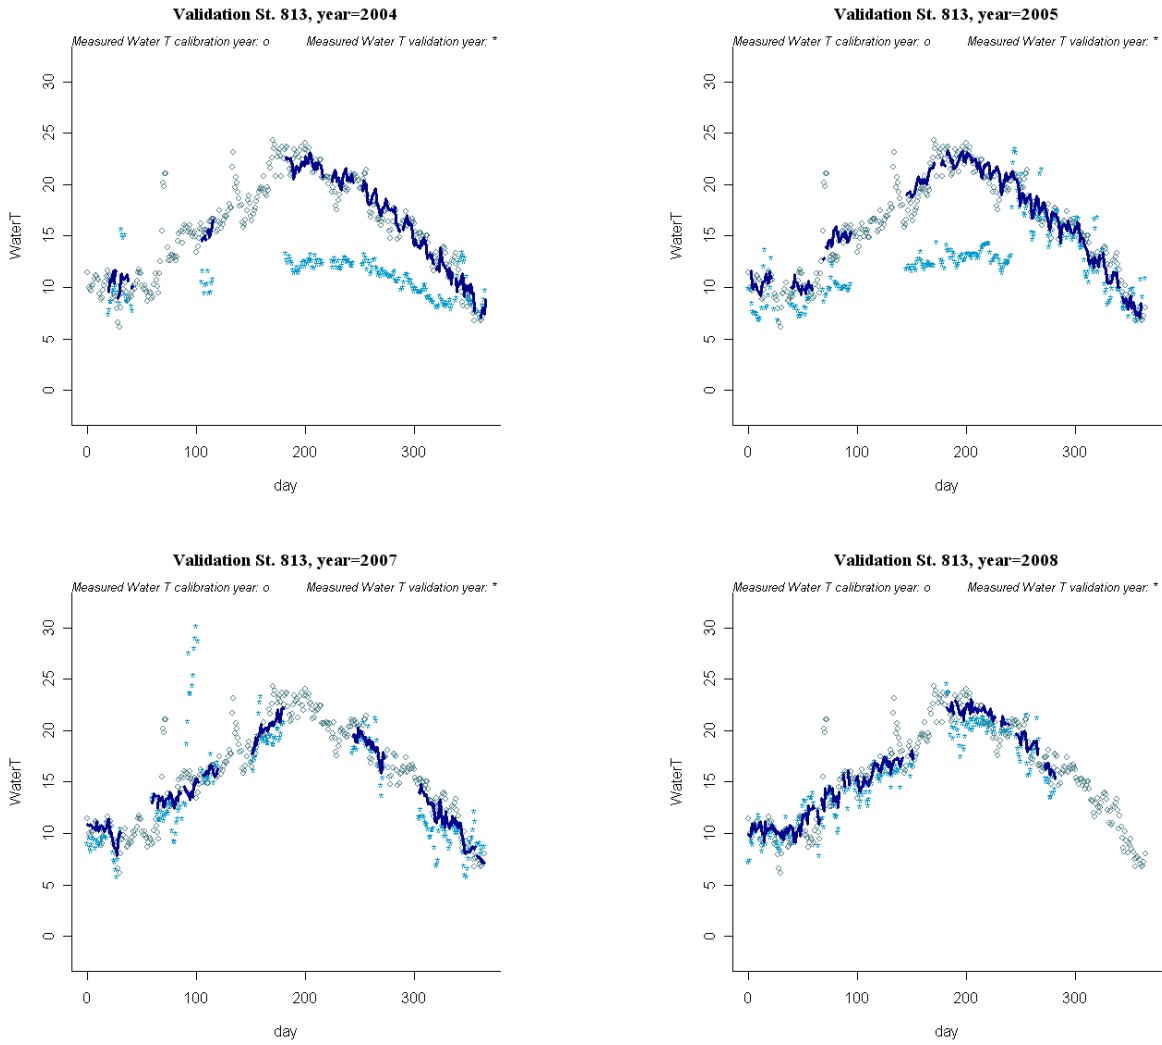 Validation St. 813, year=2004
Measured Water T calibration year: o Measured Water T validation year: *
WaterT
0 5 10 15 20 25 30
0 100 200 300
day
Validation St. 813, year=2005
Measured Water T calibration year: o Measured Water T validation year: *
WaterT
0 5 10 15 20 25 30
0 100 200 300
day
Validation St. 813, year=2007
Measured Water T calibration year: o Measured Water T validation year: *
WaterT
0 5 10 15 20 25 30
0 100 200 300
day
Validation St. 813, year=2008
Measured Water T calibration year: o Measured Water T validation year: *
WaterT
0 5 10 15 20 25 30
0 100 200 300
day